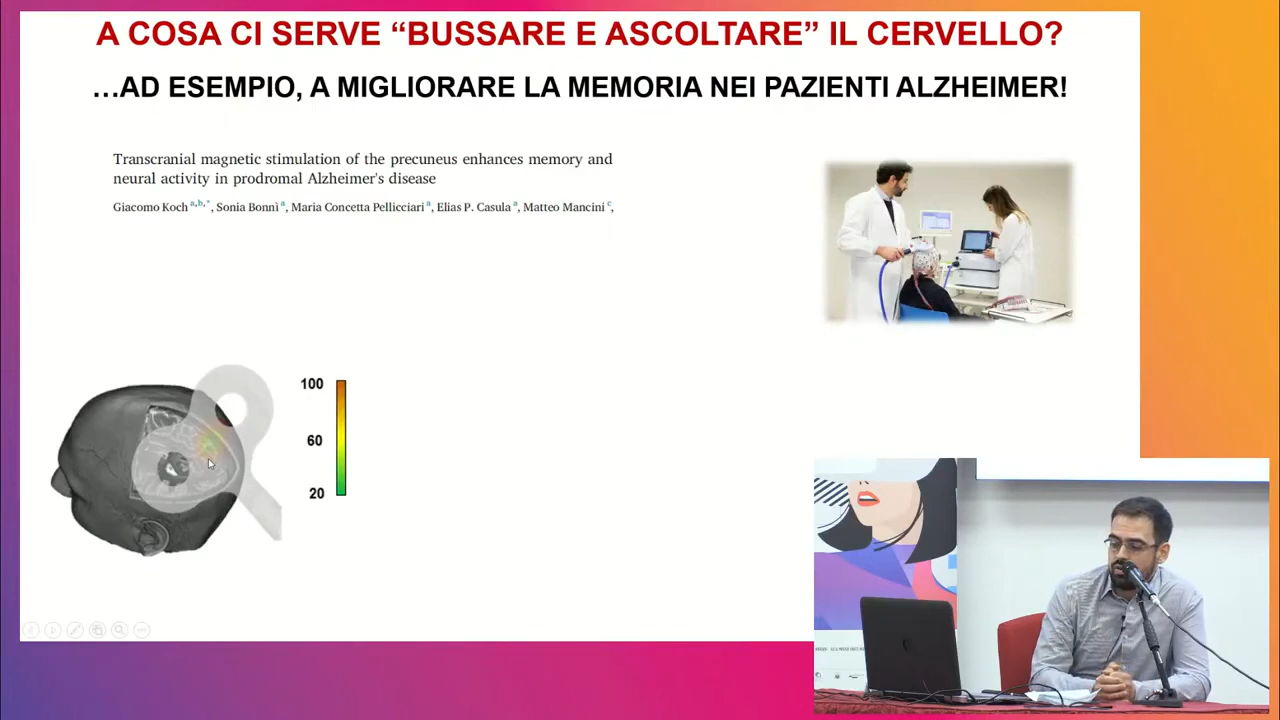 A COSA CI SERVE “BUSSARE E ASCOLTARE” IL CERVELLO?
…AD ESEMPIO, A MIGLIORARE LA MEMORIA NEI PAZIENTI ALZHEIMER!
Transcranial magnetic stimulation of the precuneus enhances memory and
neural activity in prodromal Alzheimer's disease
Giacomo Koch a,b,*, Sonia Bonnì a, Maria Concetta Pellicciari a, Elias P. Casula a, Matteo Mancini c,
100
60
20